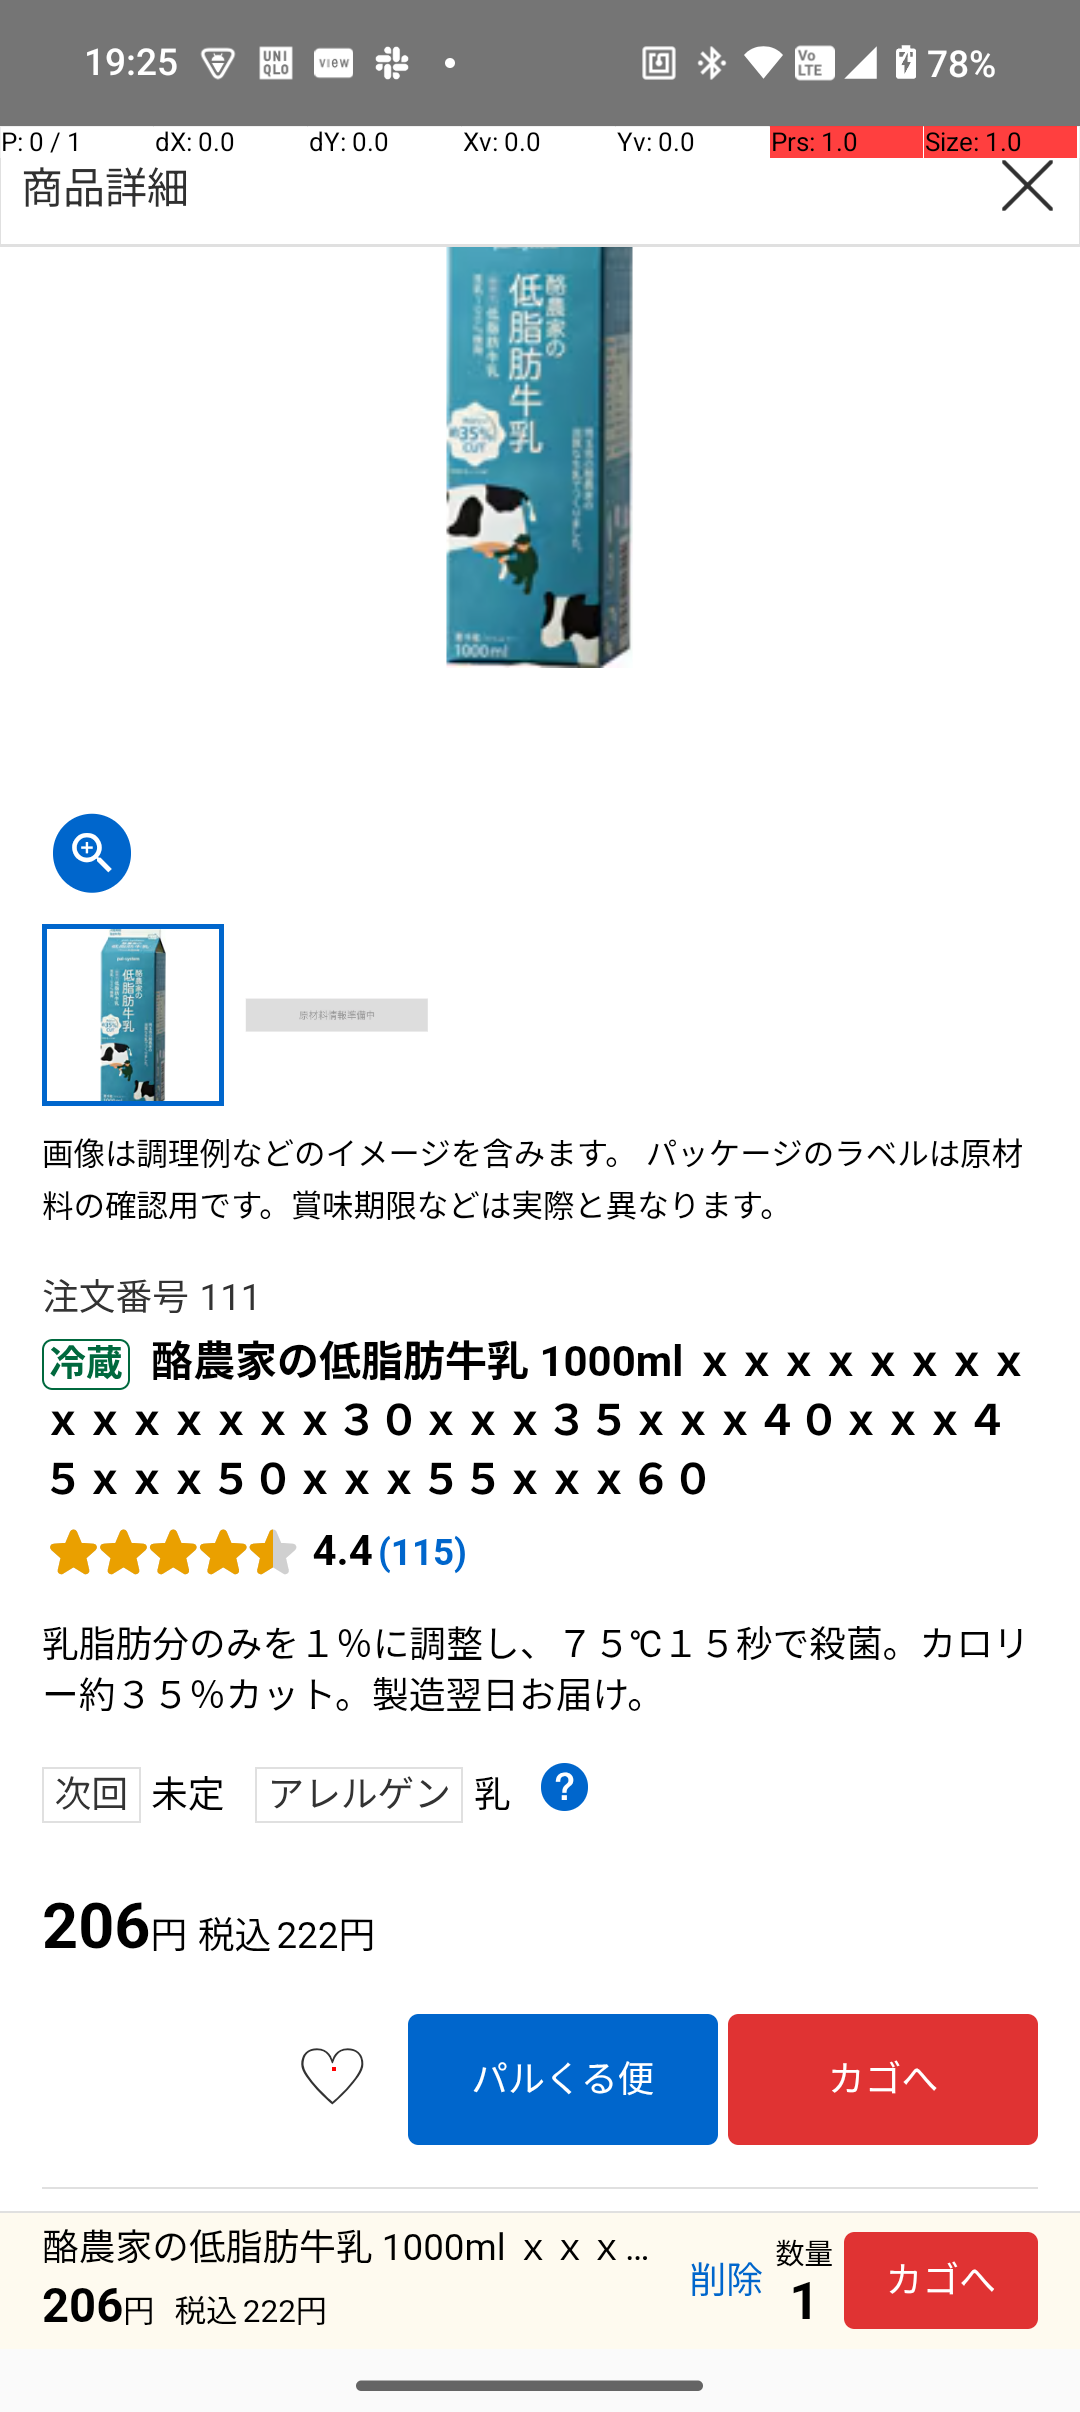 19:25
UNI
QLO
view
Vo
LTE
78%
P: 0 / 1 dX: 0.0 dY: 0.0 Xv: 0.0 Yv: 0.0 Prs: 1.0 Size: 1.0
商品詳細
酪農家の
低脂肪牛乳
約35%
CUT
1000ml
原材料情報準備中
画像は調理例などのイメージを含みます。 パッケージのラベルは原材
料の確認用です。賞味期限などは実際と異なります。
注文番号 111
冷蔵 酪農家の低脂肪牛乳 1000ml ｘｘｘｘｘｘｘｘ
ｘｘｘｘｘｘｘ３０ｘｘｘ３５ｘｘｘ４０ｘｘｘ４
５ｘｘｘ５０ｘｘｘ５５ｘｘｘ６０
4.4 (115)
乳脂肪分のみを１％に調整し、７５℃１５秒で殺菌。カロリ
ー約３５％カット。製造翌日お届け。
次回 未定 アレルゲン 乳 ?
206円 税込 222円
パルくる便 カゴへ
酪農家の低脂肪牛乳 1000ml ｘｘｘ…
206円 税込 222円
削除
数量
1
カゴへ